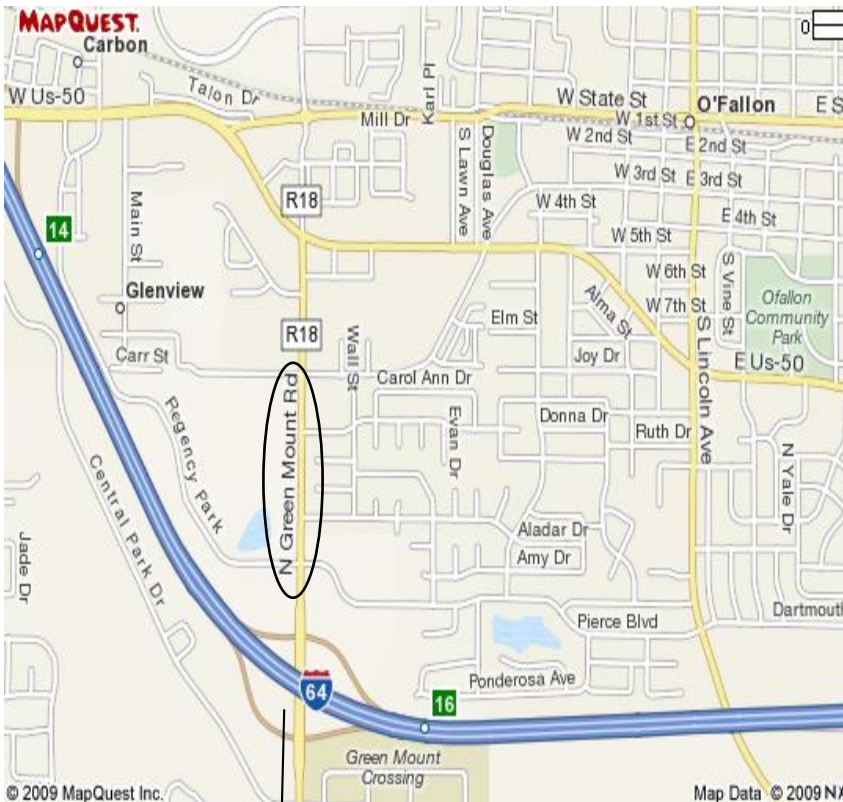 MAPQUEST.
0
Carbon
W Us-50
Talon Dr
Mill Dr
Karl Pl
W State St
O'Fallon
E S
W 1st St
S Lawn Ave
Douglas Ave
W 2nd St
E 2nd St
W 3rd St
E 3rd St
R18
W 4th St
E 4th St
Main St
14
W 5th St
S Vine St
W 6th St
Glenview
Alma St
W 7th St
Ofallon
Community
Park
Elm St
R18
Wall St
S Lincoln Ave
Carr St
Joy Dr
E Us-50
Carol Ann Dr
N Green Mount Rd
Regency Park
Evan Dr
Donna Dr
Ruth Dr
N Yale Dr
Central Park Dr
Jade Dr
Aladar Dr
Amy Dr
Dartmouth
Pierce Blvd
Ponderosa Ave
64
16
Green Mount
Crossing
© 2009 MapQuest Inc.
Map Data © 2009 NA